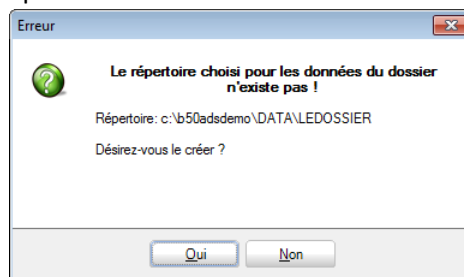 Erreur
Le répertoire choisi pour les données du dossier
n'existe pas !
Répertoire: c:\b50adsdemo\DATA\LEDOSSIER
Désirez-vous le créer ?
Oui
Non